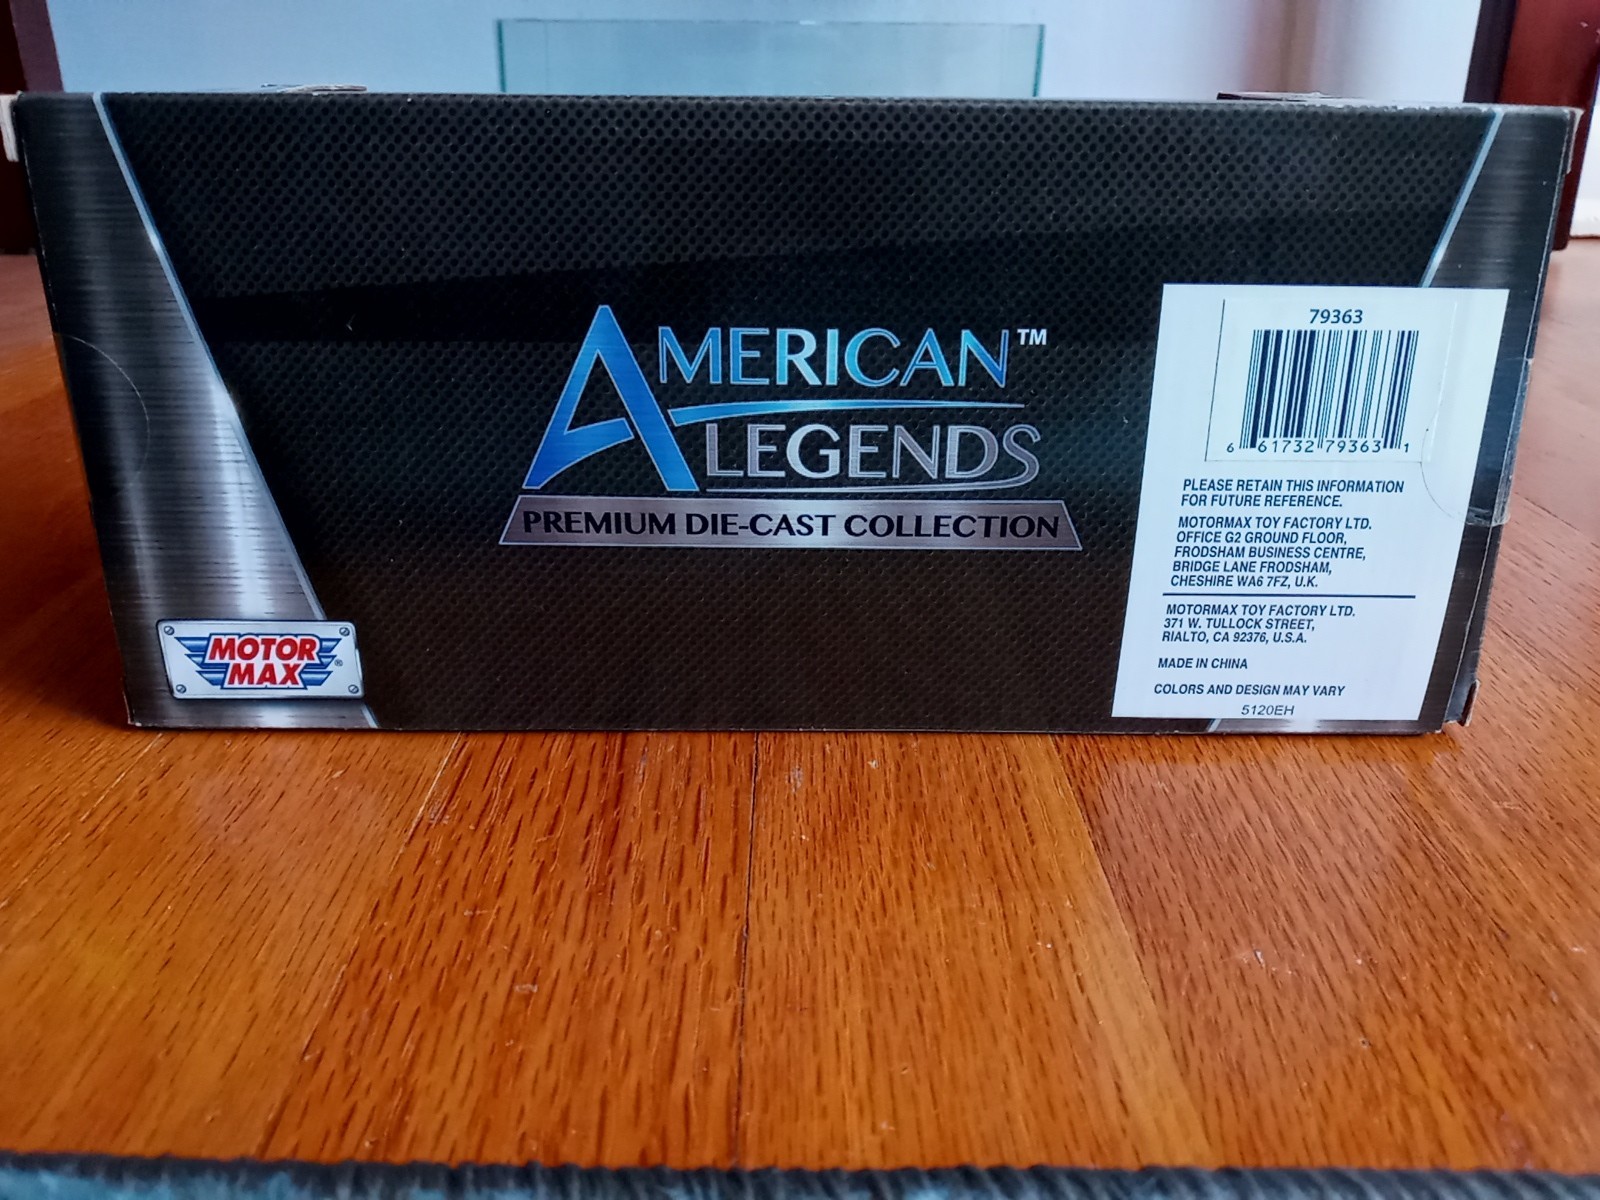 AMERICAN™
LEGENDS
PREMIUM DIE-CAST COLLECTION
MOTOR
MAX®
79363
6 61732 79363 1
PLEASE RETAIN THIS INFORMATION
FOR FUTURE REFERENCE.
MOTORMAX TOY FACTORY LTD.
OFFICE G2 GROUND FLOOR,
FRODSHAM BUSINESS CENTRE,
BRIDGE LANE FRODSHAM,
CHESHIRE WA6 7FZ, U.K.
MOTORMAX TOY FACTORY LTD.
371 W. TULLOCK STREET,
RIALTO, CA 92376, U.S.A.
MADE IN CHINA
COLORS AND DESIGN MAY VARY
5120EH